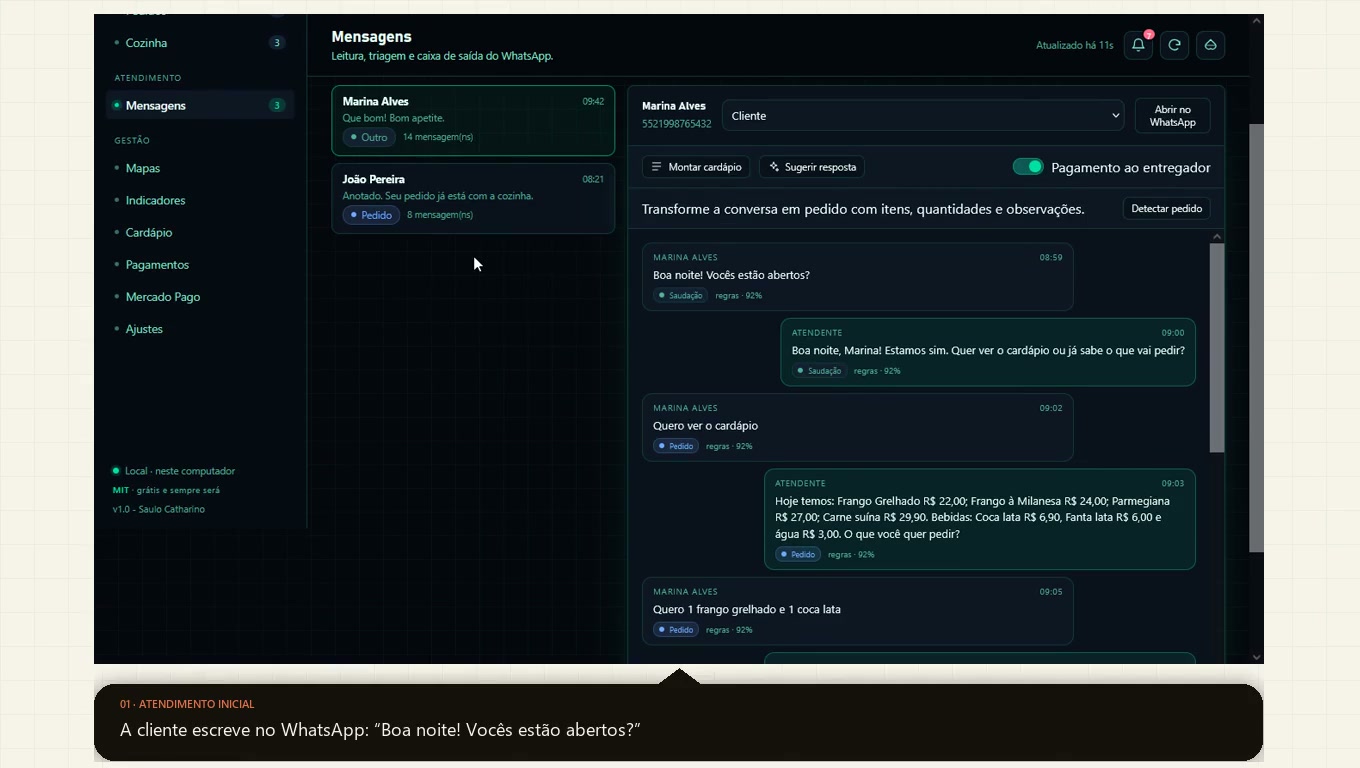 Cozinha 3
ATENDIMENTO
Mensagens 3
GESTÃO
Mapas
Indicadores
Cardápio
Pagamentos
Mercado Pago
Ajustes
Local · neste computador
MIT · grátis e sempre será
v1.0 - Saulo Catharino
Mensagens
Leitura, triagem e caixa de saída do WhatsApp.
Atualizado há 11s
Marina Alves 09:42
Que bom! Bom apetite.
Outro 14 mensagem(ns)
João Pereira 08:21
Anotado. Seu pedido já está com a cozinha.
Pedido 8 mensagem(ns)
Marina Alves
5521998765432
Cliente
Abrir no
WhatsApp
Montar cardápio
Sugerir resposta
Pagamento ao entregador
Transforme a conversa em pedido com itens, quantidades e observações.
Detectar pedido
MARINA ALVES 08:59
Boa noite! Vocês estão abertos?
Saudação regras · 92%
ATENDENTE 09:00
Boa noite, Marina! Estamos sim. Quer ver o cardápio ou já sabe o que vai pedir?
Saudação regras · 92%
MARINA ALVES 09:02
Quero ver o cardápio
Pedido regras · 92%
ATENDENTE 09:03
Hoje temos: Frango Grelhado R$ 22,00; Frango à Milanesa R$ 24,00; Parmegiana
R$ 27,00; Carne suína R$ 29,90. Bebidas: Coca lata R$ 6,90, Fanta lata R$ 6,00 e
água R$ 3,00. O que você quer pedir?
Pedido regras · 92%
MARINA ALVES 09:05
Quero 1 frango grelhado e 1 coca lata
Pedido regras · 92%
01 · ATENDIMENTO INICIAL
A cliente escreve no WhatsApp: “Boa noite! Vocês estão abertos?”